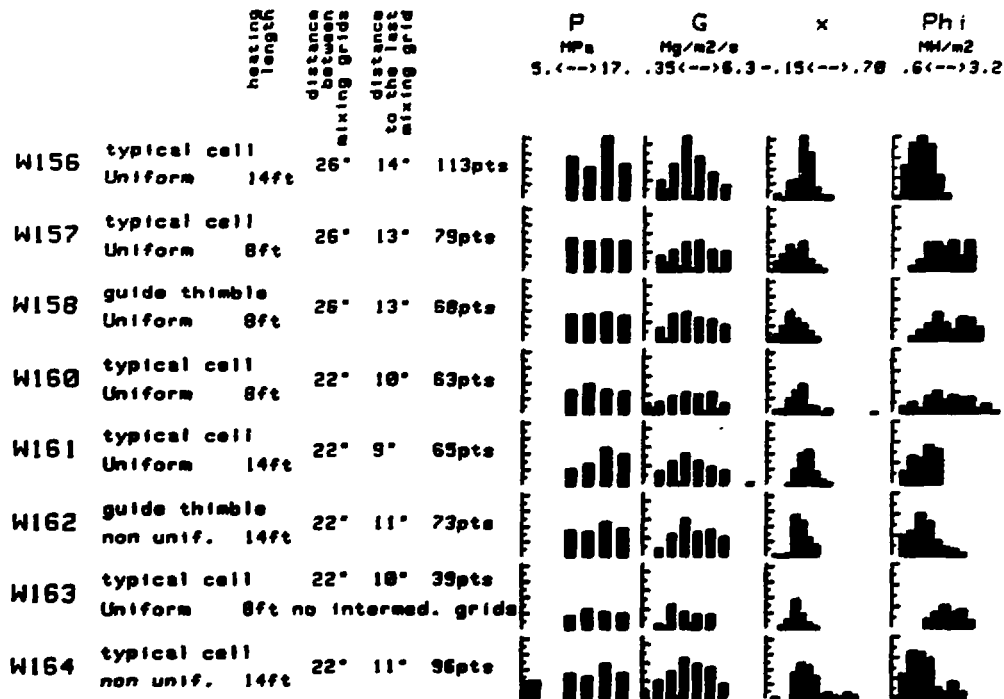 heating length
distance between mixing grids
distance to the last mixing grid
P G x Phi
MPa Mg/m2/s MW/m2
5.<-->17. .35<-->6.3 -.15<-->.78 .6<-->3.2
W156 typical cell
Uniform 14ft 26" 14" 113pts
W157 typical cell
Uniform 8ft 26" 13" 79pts
W158 guide thimble
Uniform 8ft 26" 13" 68pts
W160 typical cell
Uniform 8ft 22" 10" 63pts
W161 typical cell
Uniform 14ft 22" 9" 65pts
W162 guide thimble
non unif. 14ft 22" 11" 73pts
W163 typical cell 22" 10" 39pts
Uniform 8ft no intermed. grids
W164 typical cell
non unif. 14ft 22" 11" 96pts